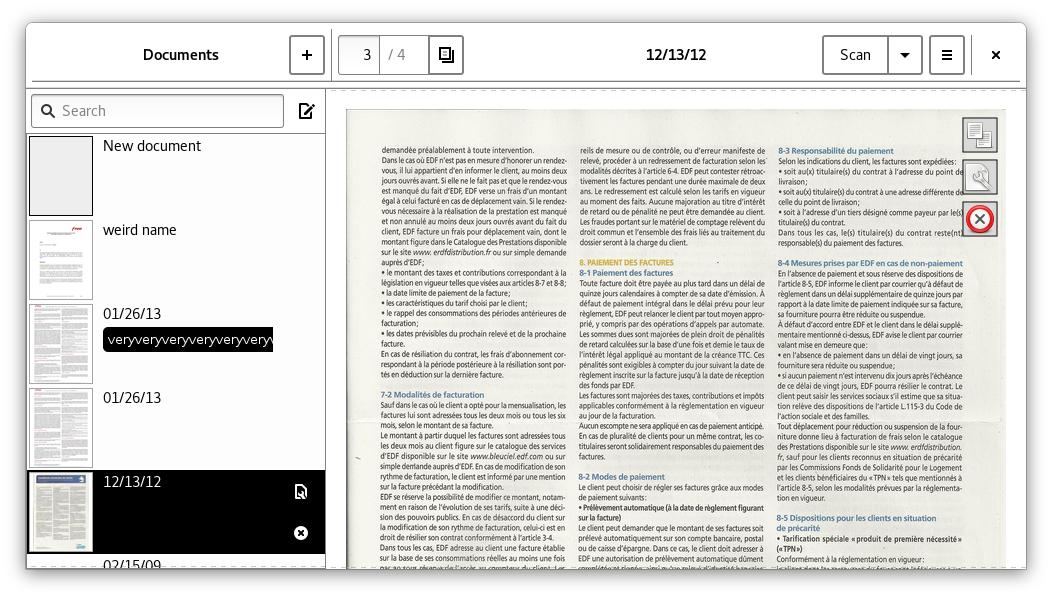 Documents
+
3 / 4
12/13/12
Scan
Search
New document
weird name
01/26/13
veryveryveryveryveryv
01/26/13
12/13/12
02/15/09
demandée préalablement à toute intervention.
Dans le cas où EDF n'est pas en mesure d'honorer un rendez-
vous, il lui appartient d'en informer le client, au moins deux
jours ouvrés avant. Si elle ne le fait pas et que le rendez-vous
est manqué du fait d'EDF, EDF verse un frais d'un montant
égal à celui facturé en cas de déplacement vain. Si le rendez-
vous nécessaire à la réalisation de la prestation est manqué
et non annulé au moins deux jours ouvrés avant du fait du
client, EDF facture un frais pour déplacement vain, dont le
montant figure dans le Catalogue des Prestations disponible
sur le site www. erdfdistribution.fr ou sur simple demande
auprès d'EDF;
• le montant des taxes et contributions correspondant à la
législation en vigueur telles que visées aux articles 8-7 et 8-8;
• la date limite de paiement de la facture;
• les caractéristiques du tarif choisi par le client;
• le rappel des consommations des périodes antérieures de
facturation;
• les dates prévisibles du prochain relevé et de la prochaine
facture.
En cas de résiliation du contrat, les frais d'abonnement cor-
respondant à la période postérieure à la résiliation sont por-
tés en déduction sur la dernière facture.
7-2 Modalités de facturation
Sauf dans le cas où le client a opté pour la mensualisation, les
factures lui sont adressées tous les deux mois ou tous les six
mois, selon le montant de sa facture.
Le montant à partir duquel les factures sont adressées tous
les deux mois au client figure sur le catalogue des services
d'EDF disponible sur le site www.bleuciel.edf.com ou sur
simple demande auprès d'EDF. En cas de modification de son
rythme de facturation, le client est informé par une mention
sur la facture précédant la modification.
EDF se réserve la possibilité de modifier ce montant, notam-
ment en raison de l'évolution de ses tarifs, suite à une déci-
sion des pouvoirs publics. En cas de désaccord du client sur
la modification de son rythme de facturation, celui-ci est en
droit de résilier son contrat conformément à l'article 3-4.
Dans tous les cas, EDF adresse au client une facture établie
sur la base de ses consommations réelles au moins une fois
reils de mesure ou de contrôle, ou d'erreur manifeste de
relevé, procéder à un redressement de facturation selon les
modalités décrites à l'article 6-4. EDF peut contester rétroac-
tivement les factures pendant une durée maximale de deux
ans. Le redressement est calculé selon les tarifs en vigueur
au moment des faits. Aucune majoration au titre d'intérêt
de retard ou de pénalité ne peut être demandée au client.
Les fraudes portant sur le matériel de comptage relèvent du
droit commun et l'ensemble des frais liés au traitement du
dossier seront à la charge du client.
8. PAIEMENT DES FACTURES
8-1 Paiement des factures
Toute facture doit être payée au plus tard dans un délai de
quinze jours calendaires à compter de sa date d'émission. À
défaut de paiement intégral dans le délai prévu pour leur
règlement, EDF peut relancer le client par tout moyen appro-
prié, y compris par des opérations d'appels par automate.
Les sommes dues sont majorées de plein droit de pénalités
de retard calculées sur la base d'une fois et demie le taux de
l'intérêt légal appliqué au montant de la créance TTC. Ces
pénalités sont exigibles à compter du jour suivant la date de
règlement inscrite sur la facture jusqu'à la date de réception
des fonds par EDF.
Les factures sont majorées des taxes, contributions et impôts
applicables conformément à la réglementation en vigueur
au jour de la facturation.
Aucun escompte ne sera appliqué en cas de paiement anticipé.
En cas de pluralité de clients pour un même contrat, les co-
titulaires seront solidairement responsables du paiement des
factures.
8-2 Modes de paiement
Le client peut choisir de régler ses factures grâce aux modes
de paiement suivants:
• Prélèvement automatique (à la date de règlement figurant
sur la facture)
Le client peut demander que le montant de ses factures soit
prélevé automatiquement sur son compte bancaire, postal
ou de caisse d'épargne. Dans ce cas, le client doit adresser à
EDF une autorisation de prélèvement automatique dûment
8-3 Responsabilité du paiement
Selon les indications du client, les factures sont expédiées:
• soit au(x) titulaire(s) du contrat à l'adresse du point de
livraison;
• soit au(x) titulaire(s) du contrat à une adresse différente de
celle du point de livraison;
• soit à l'adresse d'un tiers désigné comme payeur par le(s)
titulaire(s) du contrat.
Dans tous les cas, le(s) titulaire(s) du contrat reste(nt)
responsable(s) du paiement des factures.
8-4 Mesures prises par EDF en cas de non-paiement
En l'absence de paiement et sous réserve des dispositions de
l'article 8-5, EDF informe le client par courrier qu'à défaut de
règlement dans un délai supplémentaire de quinze jours par
rapport à la date limite de paiement indiquée sur sa facture,
sa fourniture pourra être réduite ou suspendue.
À défaut d'accord entre EDF et le client dans le délai supplé-
mentaire mentionné ci-dessus, EDF avise le client par courrier
valant mise en demeure que:
• en l'absence de paiement dans un délai de vingt jours, sa
fourniture sera réduite ou suspendue;
• si aucun paiement n'est intervenu dix jours après l'échéance
de ce délai de vingt jours, EDF pourra résilier le contrat. Le
client peut saisir les services sociaux s'il estime que sa situa-
tion relève des dispositions de l'article L.115-3 du Code de
l'action sociale et des familles.
Tout déplacement pour réduction ou suspension de la four-
niture donne lieu à facturation de frais selon le catalogue
des Prestations disponible sur le site www. erdfdistribution.
fr, sauf pour les clients reconnus en situation de précarité
par les Commissions Fonds de Solidarité pour le Logement
et les clients bénéficiaires du «TPN» tels que mentionnés à
l'article 8-5, selon les modalités prévues par la réglementa-
tion en vigueur.
8-5 Dispositions pour les clients en situation
de précarité
• Tarification spéciale «produit de première nécessité»
(«TPN»)
Conformément à la réglementation en vigueur: